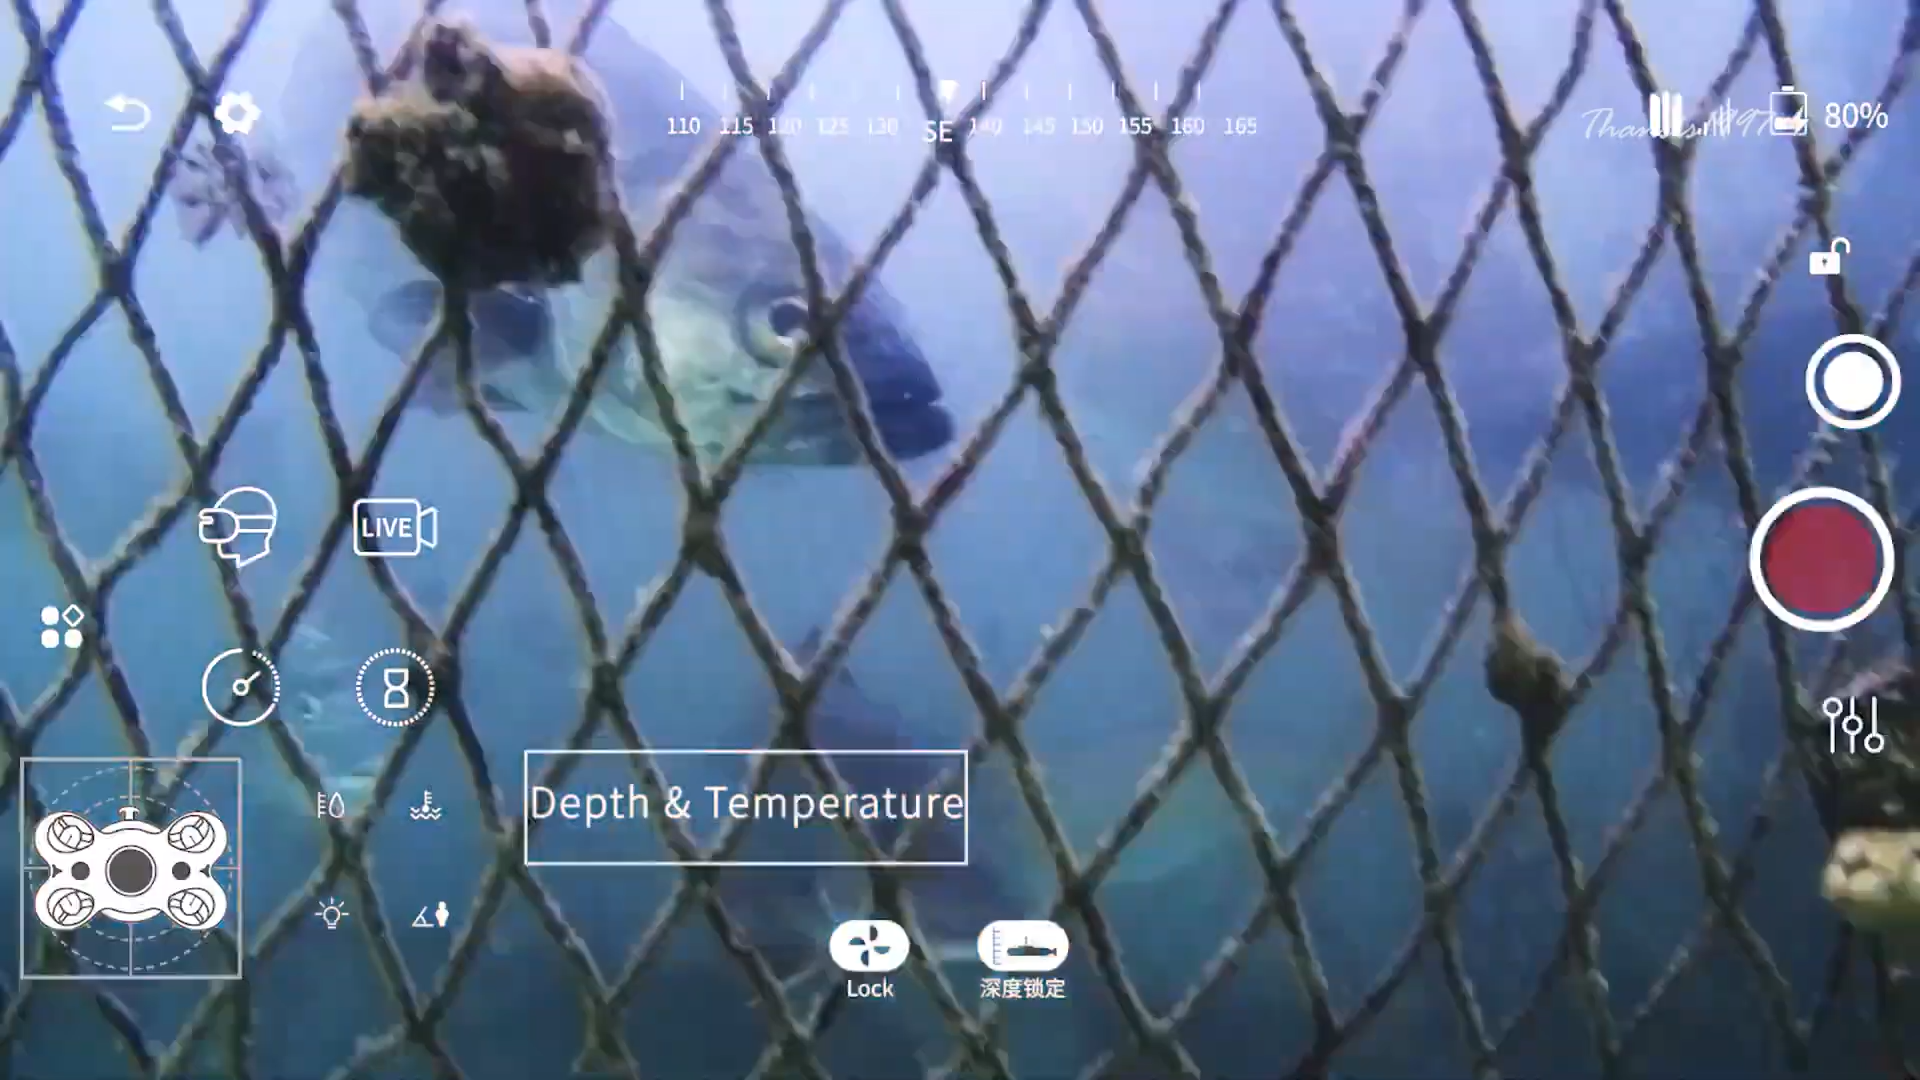 110 115 120 125 130 SE 140 145 150 155 160 165
80%
LIVE
Depth & Temperature
Lock
深度锁定